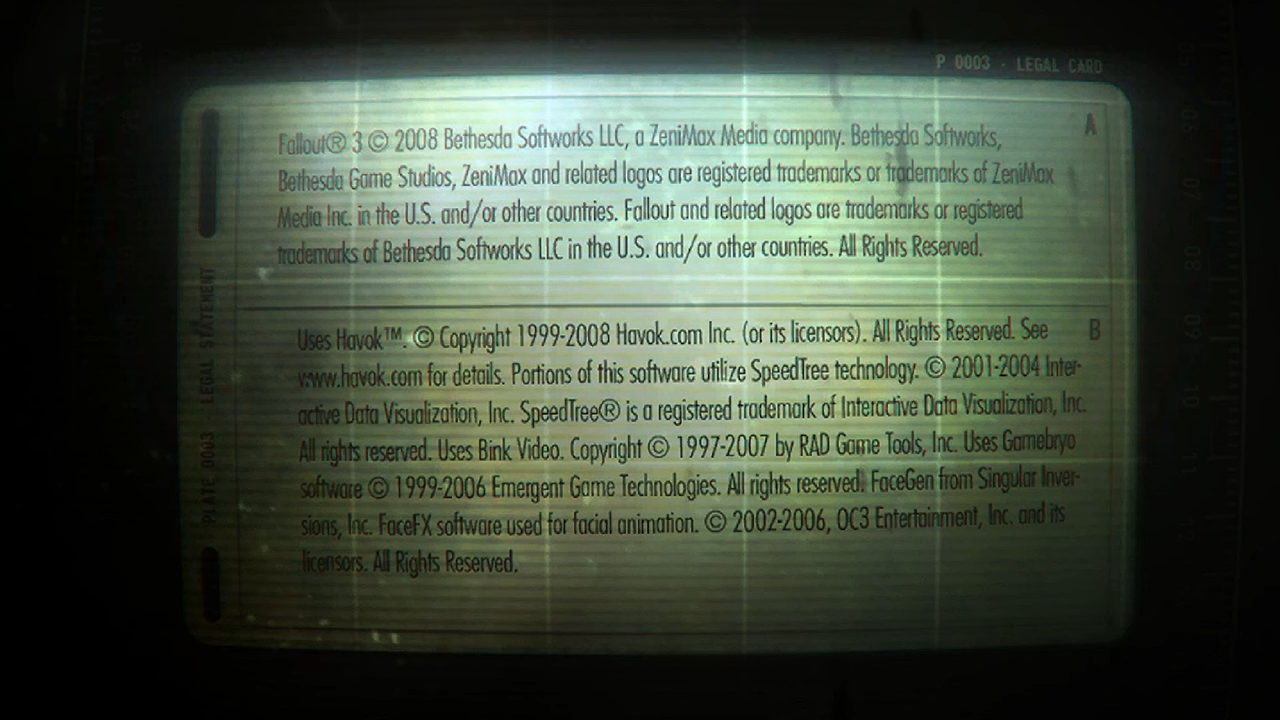 P 0003 - LEGAL CARD
A
Fallout® 3 © 2008 Bethesda Softworks LLC, a ZeniMax Media company. Bethesda Softworks,
Bethesda Game Studios, ZeniMax and related logos are registered trademarks or trademarks of ZeniMax
Media Inc. in the U.S. and/or other countries. Fallout and related logos are trademarks or registered
trademarks of Bethesda Softworks LLC in the U.S. and/or other countries. All Rights Reserved.
PLATE 0003 - LEGAL STATEMENT
B
Uses Havok™. © Copyright 1999-2008 Havok.com Inc. (or its licensors). All Rights Reserved. See
www.havok.com for details. Portions of this software utilize SpeedTree technology. © 2001-2004 Inter-
active Data Visualization, Inc. SpeedTree® is a registered trademark of Interactive Data Visualization, Inc.
All rights reserved. Uses Bink Video. Copyright © 1997-2007 by RAD Game Tools, Inc. Uses Gamebryo
software © 1999-2006 Emergent Game Technologies. All rights reserved. FaceGen from Singular Inver-
sions, Inc. FaceFX software used for facial animation. © 2002-2006, OC3 Entertainment, Inc. and its
licensors. All Rights Reserved.